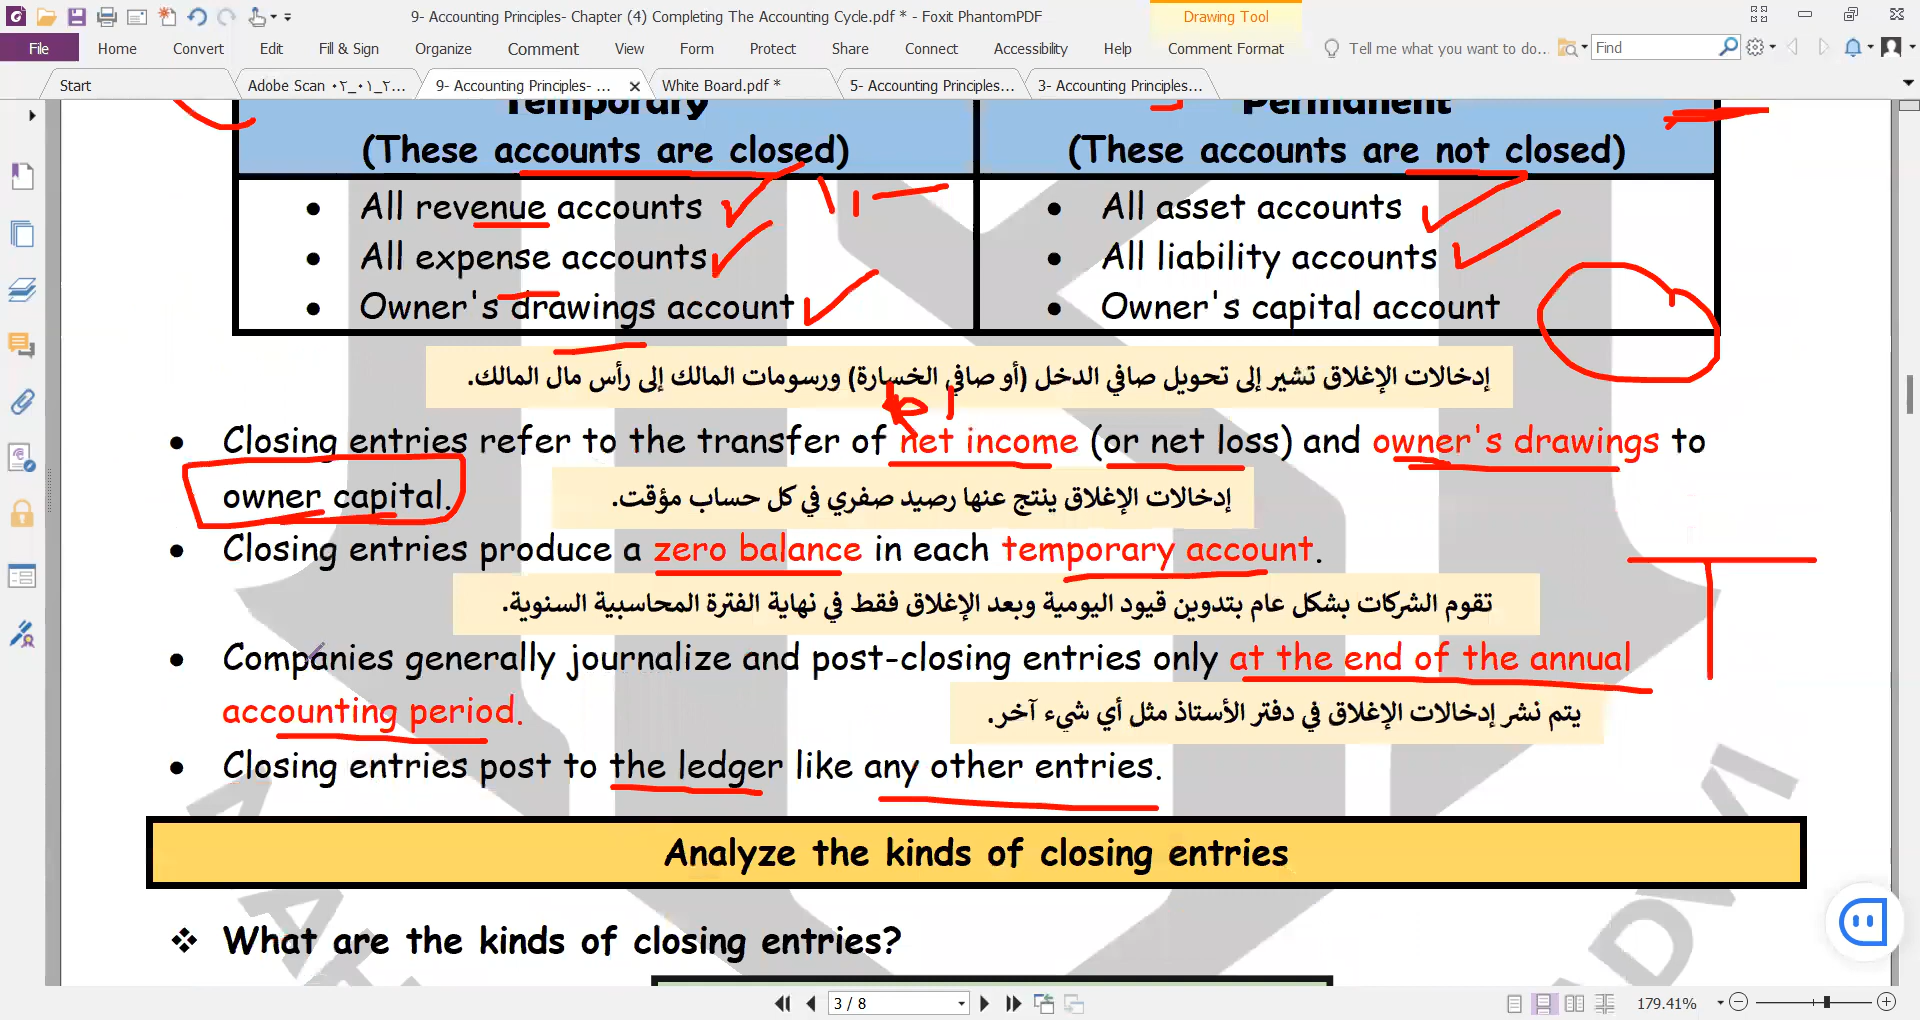 9- Accounting Principles- Chapter (4) Completing The Accounting Cycle.pdf * - Foxit PhantomPDF
Drawing Tool
File Home Convert Edit Fill & Sign Organize Comment View Form Protect Share Connect Accessibility Help Comment Format Tell me what you want to do... Find
Start Adobe Scan ٠٢_٠١_٢... 9- Accounting Principles- ... White Board.pdf * 5- Accounting Principles... 3- Accounting Principles...
Temporary Permanent
(These accounts are closed) (These accounts are not closed)
• All revenue accounts • All asset accounts
• All expense accounts • All liability accounts
• Owner's drawings account • Owner's capital account
إدخالات الإغلاق تشير إلى تحويل صافي الدخل (أو صافي الخسارة) ورسومات المالك إلى رأس مال المالك.
• Closing entries refer to the transfer of net income (or net loss) and owner's drawings to
owner capital.
إدخالات الإغلاق ينتج عنها رصيد صفري في كل حساب مؤقت.
• Closing entries produce a zero balance in each temporary account.
تقوم الشركات بشكل عام بتدوين قيود اليومية وبعد الإغلاق فقط في نهاية الفترة المحاسبية السنوية.
• Companies generally journalize and post-closing entries only at the end of the annual
accounting period.
يتم نشر إدخالات الإغلاق في دفتر الأستاذ مثل أي شيء آخر.
• Closing entries post to the ledger like any other entries.
Analyze the kinds of closing entries
❖ What are the kinds of closing entries?
3 / 8
179.41%